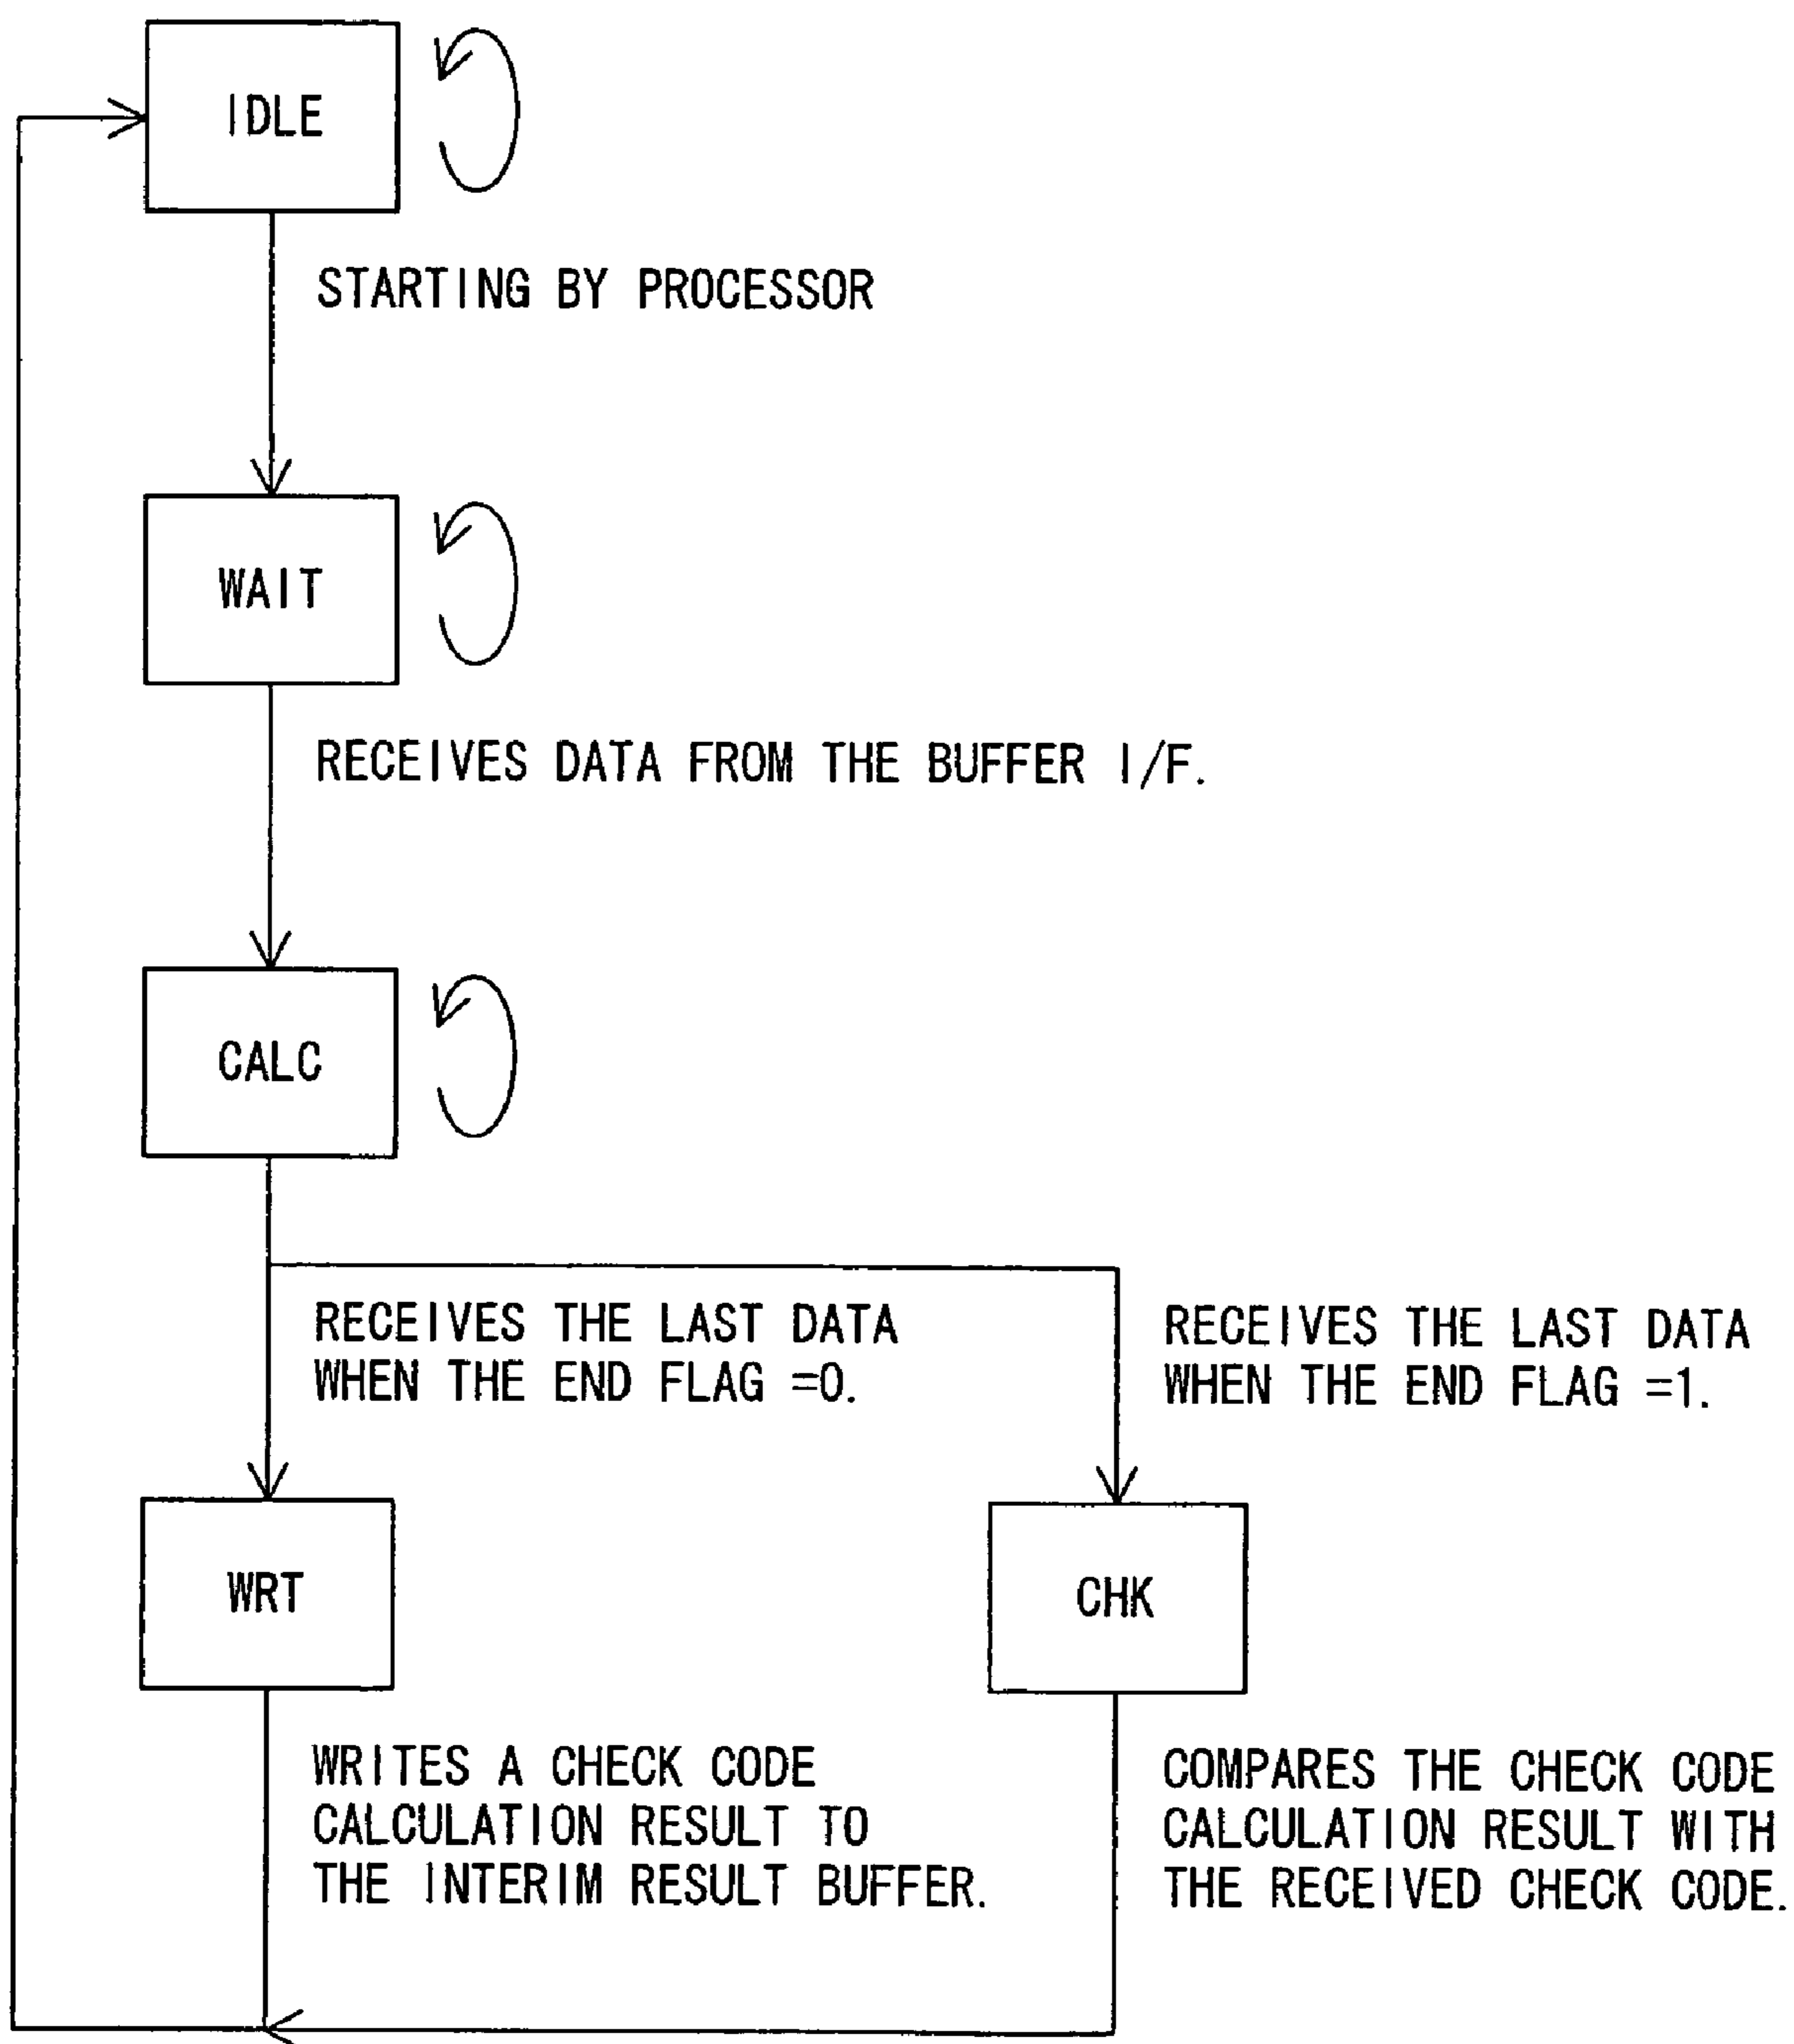 IDLE
STARTING BY PROCESSOR
WAIT
RECEIVES DATA FROM THE BUFFER I/F.
CALC
RECEIVES THE LAST DATA
WHEN THE END FLAG =0.
RECEIVES THE LAST DATA
WHEN THE END FLAG =1.
WRT
CHK
WRITES A CHECK CODE
CALCULATION RESULT TO
THE INTERIM RESULT BUFFER.
COMPARES THE CHECK CODE
CALCULATION RESULT WITH
THE RECEIVED CHECK CODE.